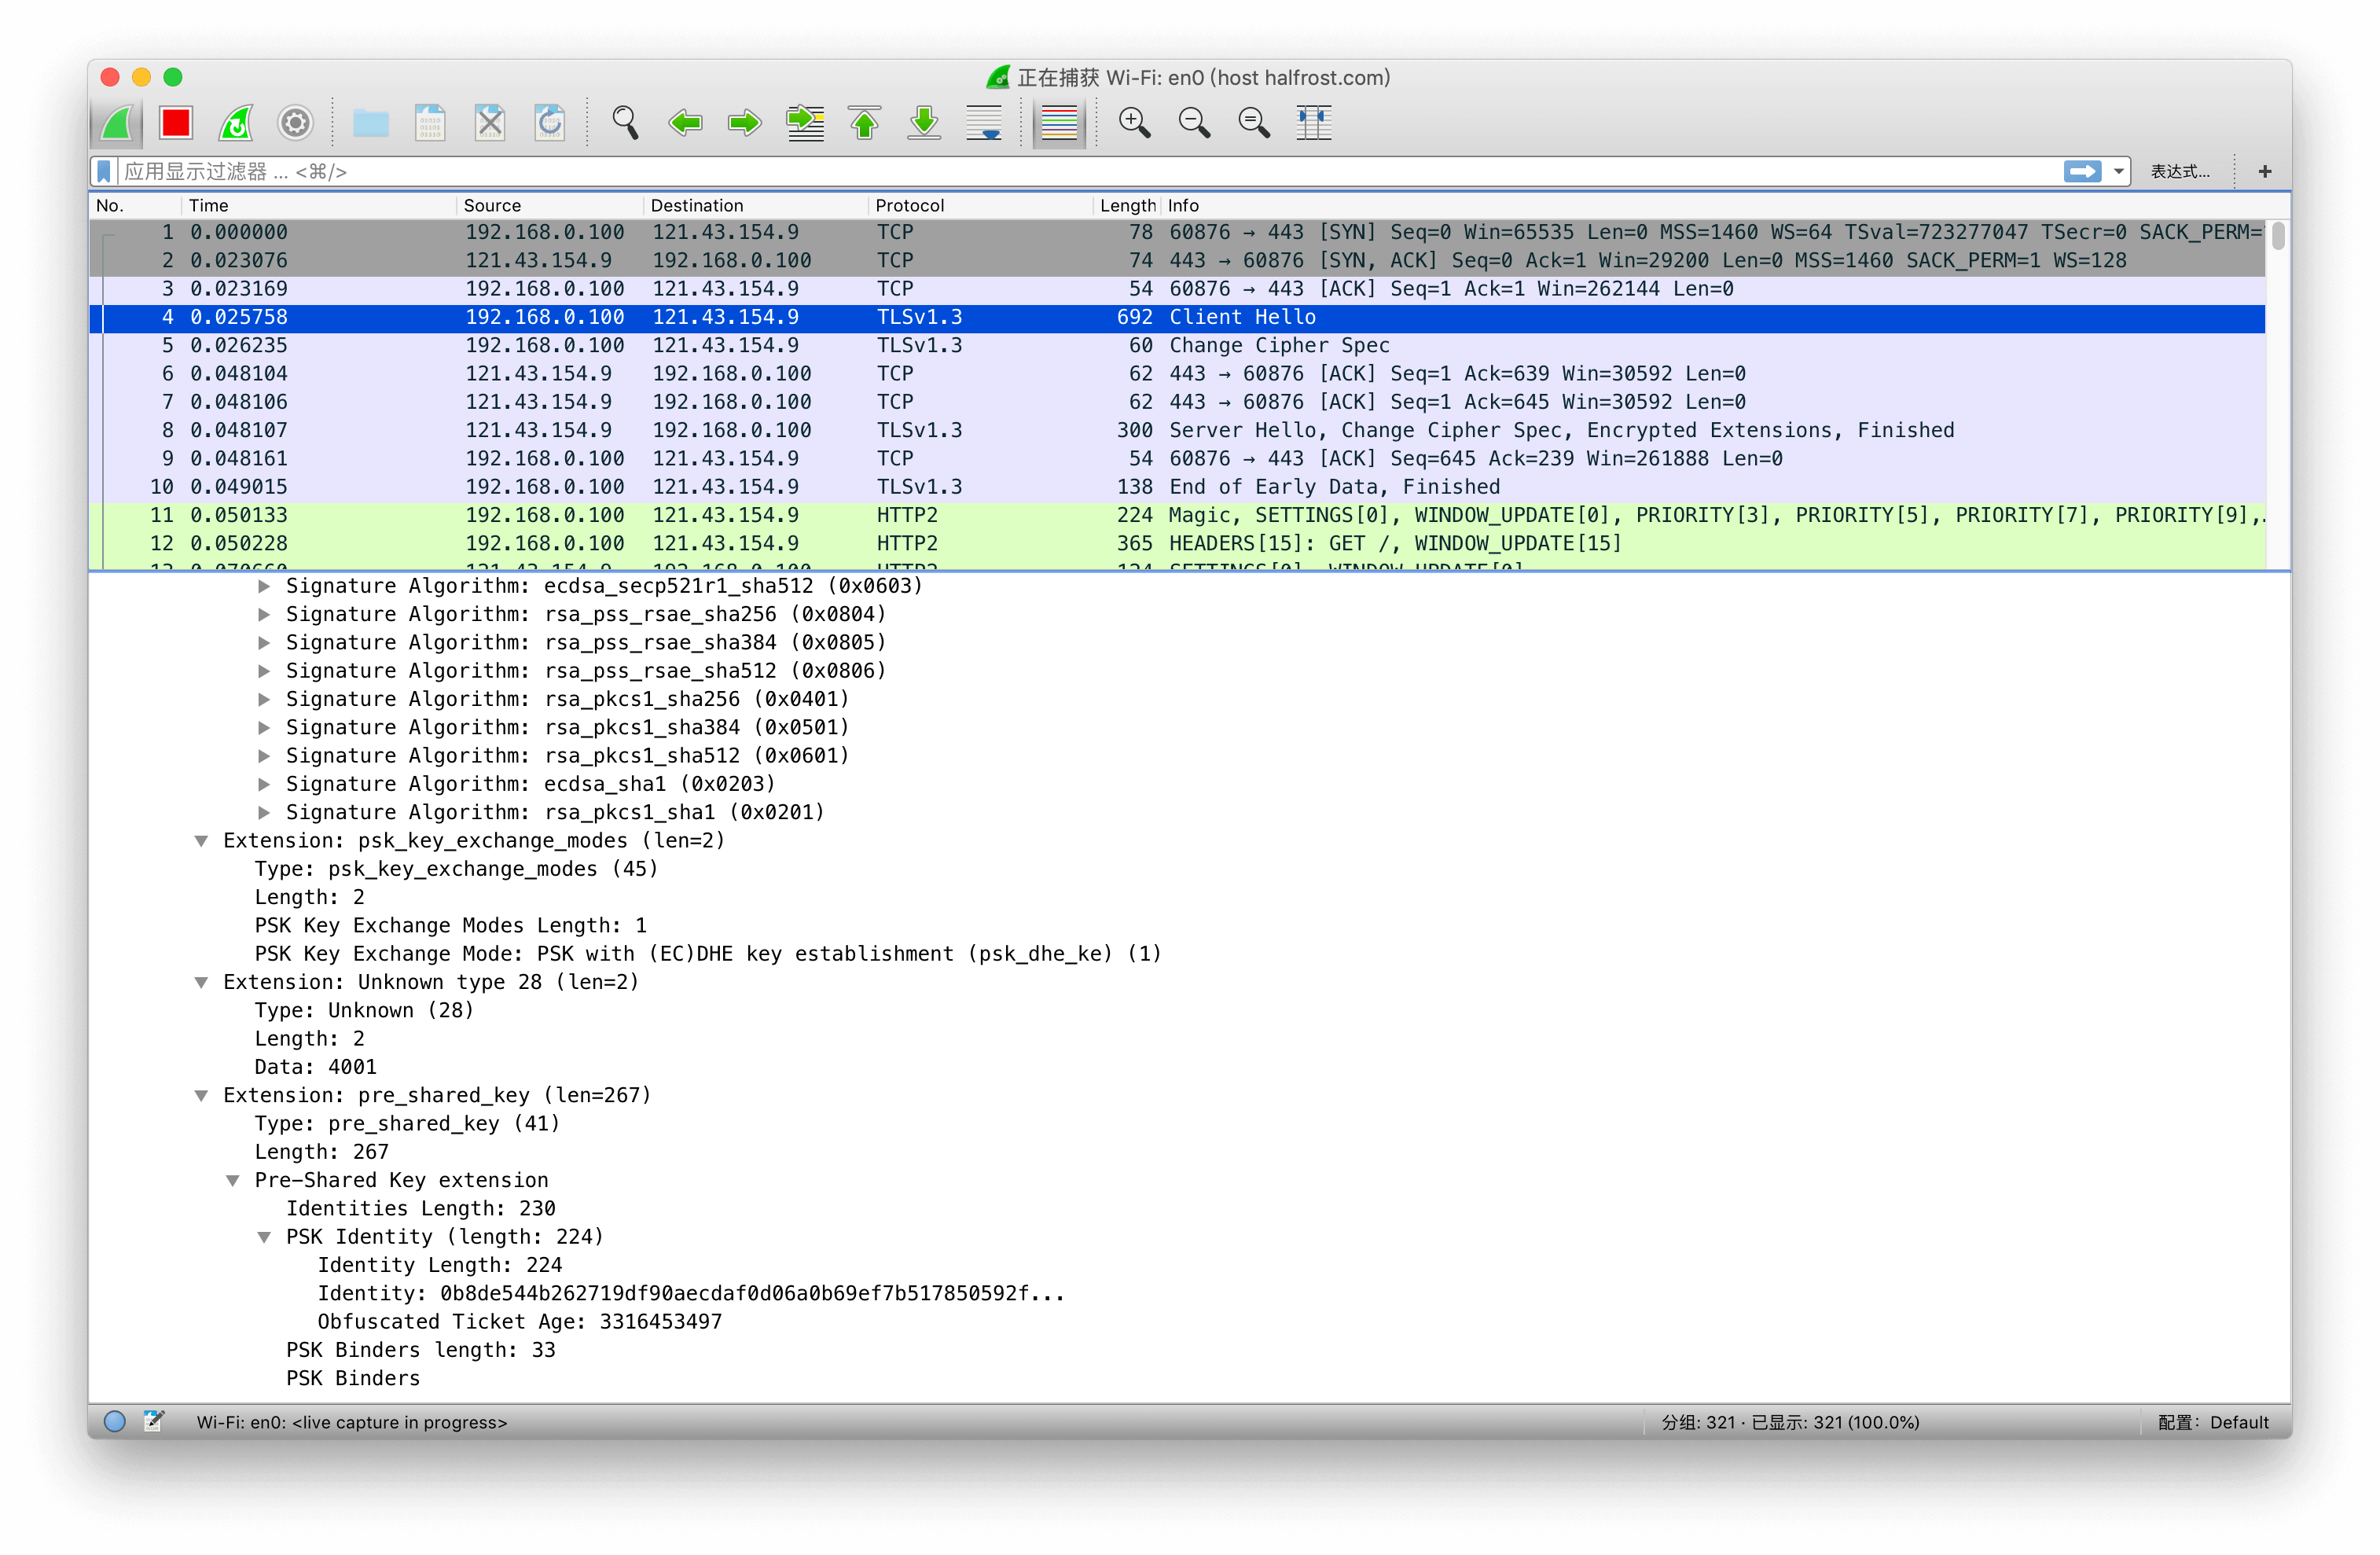 正在捕获 Wi-Fi: en0 (host halfrost.com)
应用显示过滤器 ... <⌘/>
表达式...
+
No. Time Source Destination Protocol Length Info
1 0.000000 192.168.0.100 121.43.154.9 TCP 78 60876 → 443 [SYN] Seq=0 Win=65535 Len=0 MSS=1460 WS=64 TSval=723277047 TSecr=0 SACK_PERM=
2 0.023076 121.43.154.9 192.168.0.100 TCP 74 443 → 60876 [SYN, ACK] Seq=0 Ack=1 Win=29200 Len=0 MSS=1460 SACK_PERM=1 WS=128
3 0.023169 192.168.0.100 121.43.154.9 TCP 54 60876 → 443 [ACK] Seq=1 Ack=1 Win=262144 Len=0
4 0.025758 192.168.0.100 121.43.154.9 TLSv1.3 692 Client Hello
5 0.026235 192.168.0.100 121.43.154.9 TLSv1.3 60 Change Cipher Spec
6 0.048104 121.43.154.9 192.168.0.100 TCP 62 443 → 60876 [ACK] Seq=1 Ack=639 Win=30592 Len=0
7 0.048106 121.43.154.9 192.168.0.100 TCP 62 443 → 60876 [ACK] Seq=1 Ack=645 Win=30592 Len=0
8 0.048107 121.43.154.9 192.168.0.100 TLSv1.3 300 Server Hello, Change Cipher Spec, Encrypted Extensions, Finished
9 0.048161 192.168.0.100 121.43.154.9 TCP 54 60876 → 443 [ACK] Seq=645 Ack=239 Win=261888 Len=0
10 0.049015 192.168.0.100 121.43.154.9 TLSv1.3 138 End of Early Data, Finished
11 0.050133 192.168.0.100 121.43.154.9 HTTP2 224 Magic, SETTINGS[0], WINDOW_UPDATE[0], PRIORITY[3], PRIORITY[5], PRIORITY[7], PRIORITY[9],.
12 0.050228 192.168.0.100 121.43.154.9 HTTP2 365 HEADERS[15]: GET /, WINDOW_UPDATE[15]
13 0.070660 121.43.154.9 192.168.0.100 HTTP2 124 SETTINGS[0], WINDOW_UPDATE[0]
Signature Algorithm: ecdsa_secp521r1_sha512 (0x0603)
Signature Algorithm: rsa_pss_rsae_sha256 (0x0804)
Signature Algorithm: rsa_pss_rsae_sha384 (0x0805)
Signature Algorithm: rsa_pss_rsae_sha512 (0x0806)
Signature Algorithm: rsa_pkcs1_sha256 (0x0401)
Signature Algorithm: rsa_pkcs1_sha384 (0x0501)
Signature Algorithm: rsa_pkcs1_sha512 (0x0601)
Signature Algorithm: ecdsa_sha1 (0x0203)
Signature Algorithm: rsa_pkcs1_sha1 (0x0201)
Extension: psk_key_exchange_modes (len=2)
Type: psk_key_exchange_modes (45)
Length: 2
PSK Key Exchange Modes Length: 1
PSK Key Exchange Mode: PSK with (EC)DHE key establishment (psk_dhe_ke) (1)
Extension: Unknown type 28 (len=2)
Type: Unknown (28)
Length: 2
Data: 4001
Extension: pre_shared_key (len=267)
Type: pre_shared_key (41)
Length: 267
Pre-Shared Key extension
Identities Length: 230
PSK Identity (length: 224)
Identity Length: 224
Identity: 0b8de544b262719df90aecdaf0d06a0b69ef7b517850592f...
Obfuscated Ticket Age: 3316453497
PSK Binders length: 33
PSK Binders
Wi-Fi: en0: <live capture in progress>
分组: 321 · 已显示: 321 (100.0%)
配置: Default